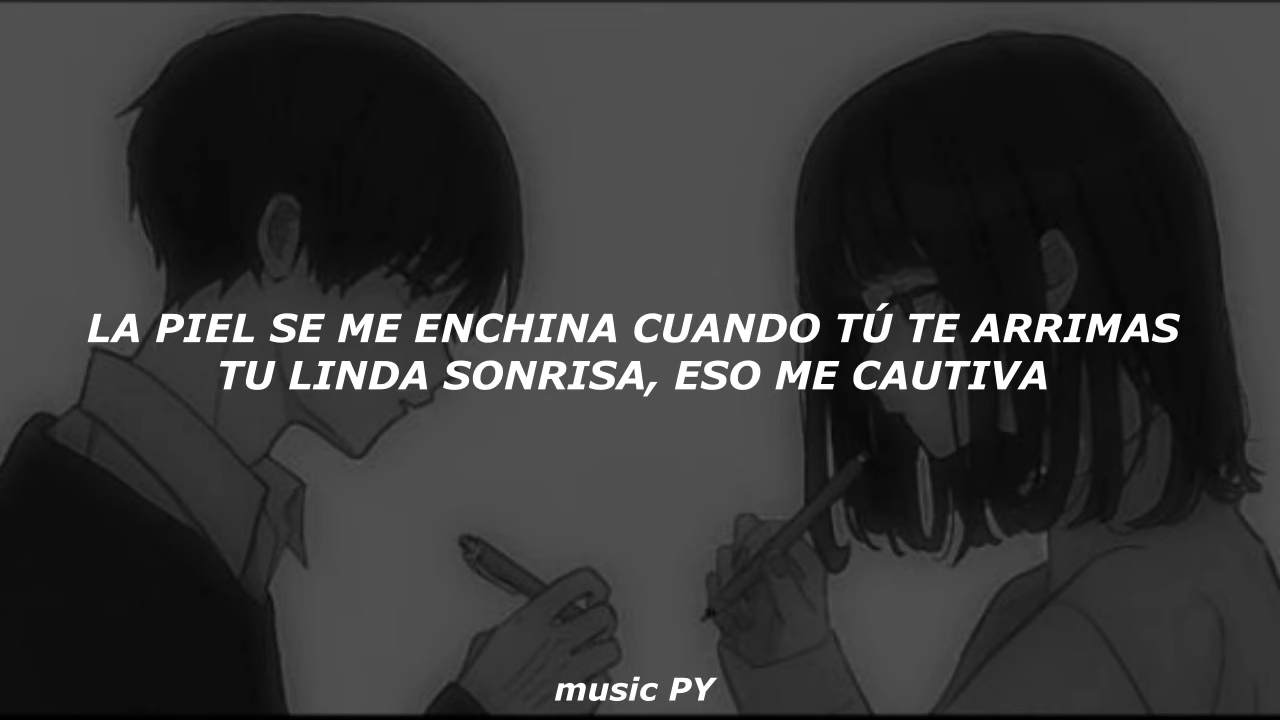 LA PIEL SE ME ENCHINA CUANDO TÚ TE ARRIMAS
TU LINDA SONRISA, ESO ME CAUTIVA
music PY